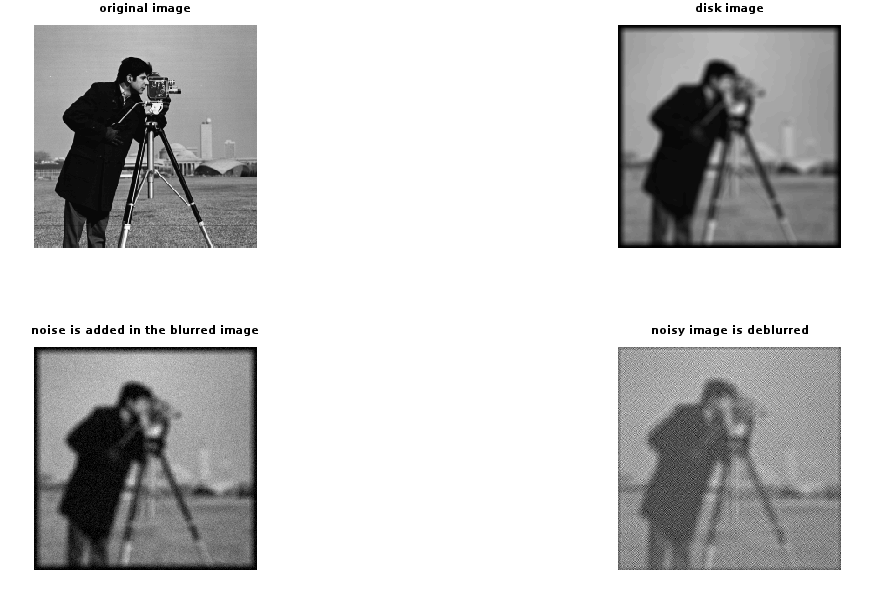 original image
disk image
noise is added in the blurred image
noisy image is deblurred